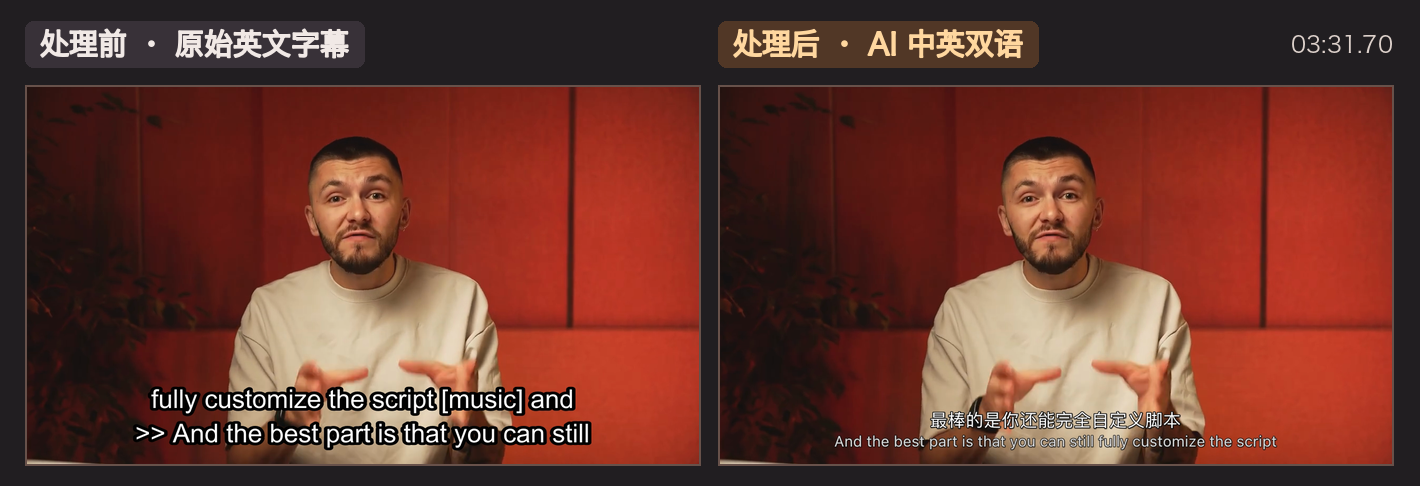 处理前 · 原始英文字幕
处理后 · AI 中英双语
03:31.70
fully customize the script [music] and
>> And the best part is that you can still
最棒的是你还能完全自定义脚本
And the best part is that you can still fully customize the script